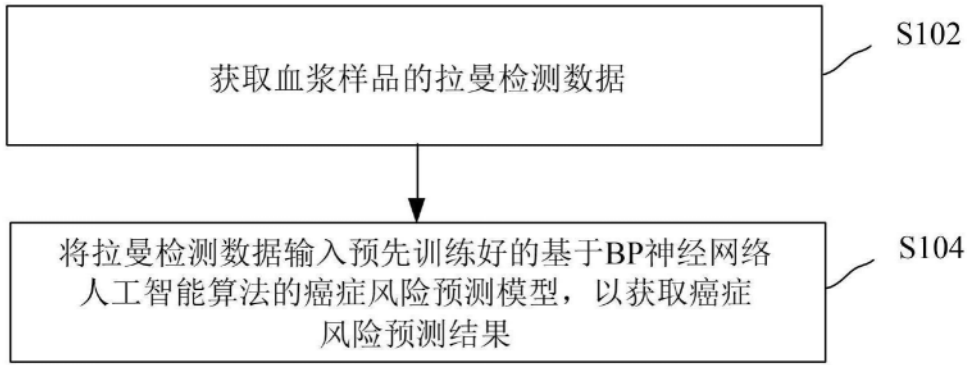 S102
获取血浆样品的拉曼检测数据
S104
将拉曼检测数据输入预先训练好的基于BP神经网络
人工智能算法的癌症风险预测模型，以获取癌症
风险预测结果